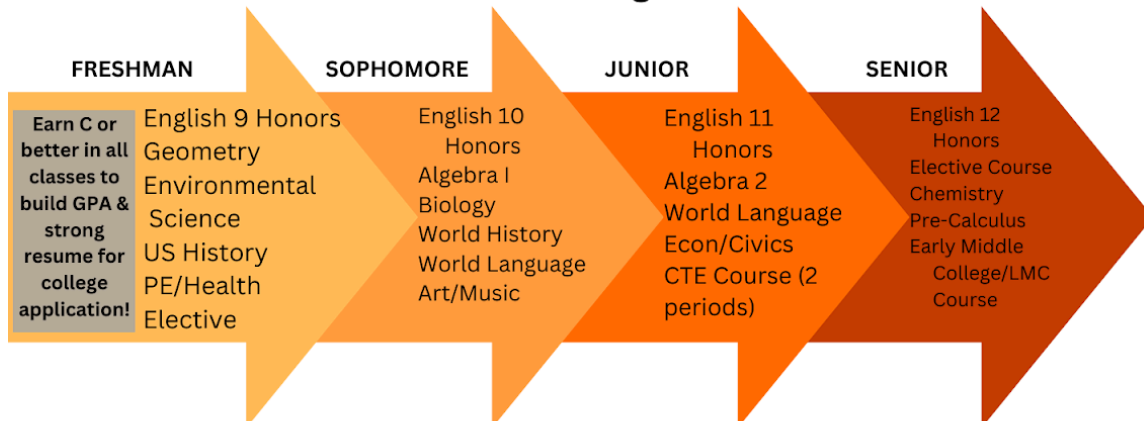 FRESHMAN
Earn C or
better in all
classes to
build GPA &
strong
resume for
college
application!
English 9 Honors
Geometry
Environmental
Science
US History
PE/Health
Elective
SOPHOMORE
English 10
Honors
Algebra I
Biology
World History
World Language
Art/Music
JUNIOR
English 11
Honors
Algebra 2
World Language
Econ/Civics
CTE Course (2
periods)
SENIOR
English 12
Honors
Elective Course
Chemistry
Pre-Calculus
Early Middle
College/LMC
Course